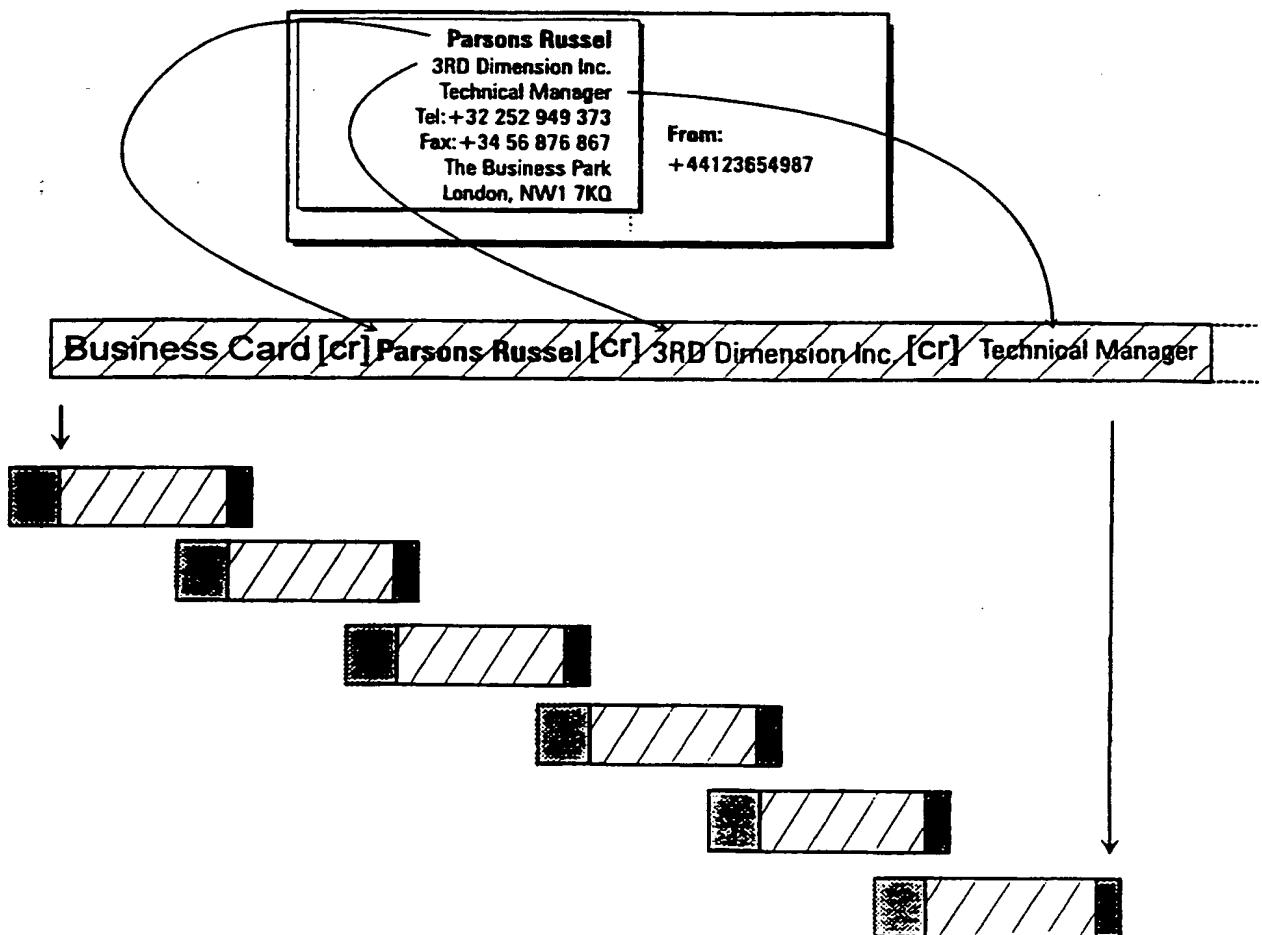 Parsons Russel
3RD Dimension Inc.
Technical Manager
Tel:+32 252 949 373
Fax:+34 56 876 867
The Business Park
London, NW1 7KQ
From:
+44123654987
Business Card [cr] Parsons Russel [cr] 3RD Dimension Inc. [cr] Technical Manager